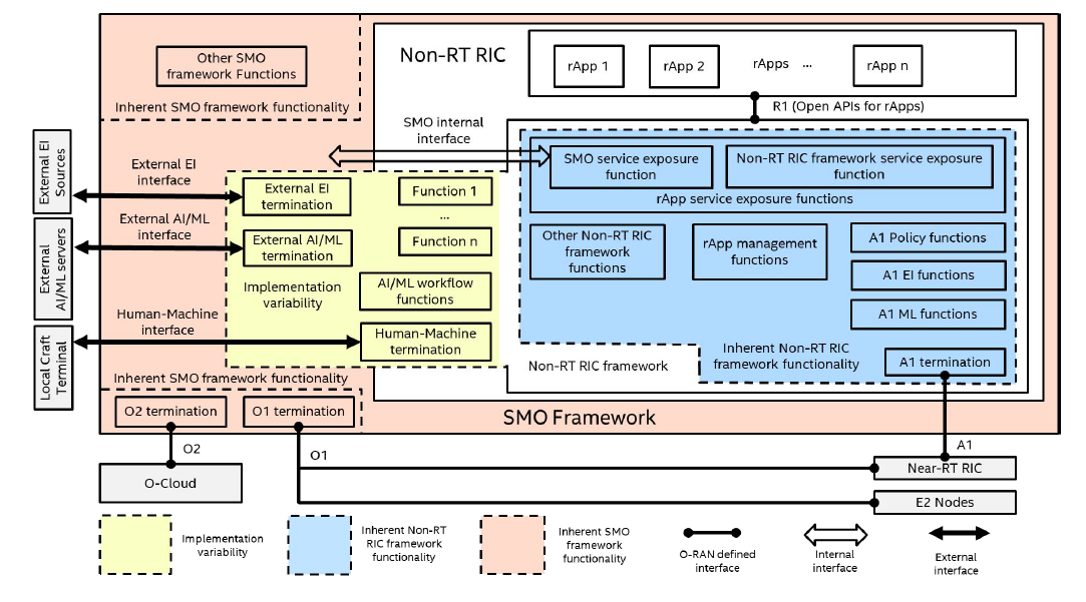 Other SMO
framework Functions
Inherent SMO framework functionality
Non-RT RIC
rApp 1
rApp 2
rApps ...
rApp n
R1 (Open APIs for rApps)
SMO internal
interface
External EI
Sources
External EI
interface
External EI
termination
Function 1
...
Function n
SMO service exposure
function
Non-RT RIC framework service exposure
function
rApp service exposure functions
External
AI/ML servers
External AI/ML
interface
External AI/ML
termination
Implementation
variability
AI/ML workflow
functions
Other Non-RT RIC
framework
functions
rApp management
functions
A1 Policy functions
A1 EI functions
A1 ML functions
Local Craft
Terminal
Human-Machine
interface
Human-Machine
termination
Non-RT RIC framework
Inherent Non-RT RIC
framework functionality
A1 termination
Inherent SMO framework functionality
O2 termination
O1 termination
SMO Framework
O2
O1
A1
O-Cloud
Near-RT RIC
E2 Nodes
Implementation
variability
Inherent Non-RT
RIC framework
functionality
Inherent SMO
framework
functionality
O-RAN defined
interface
Internal
interface
External
interface